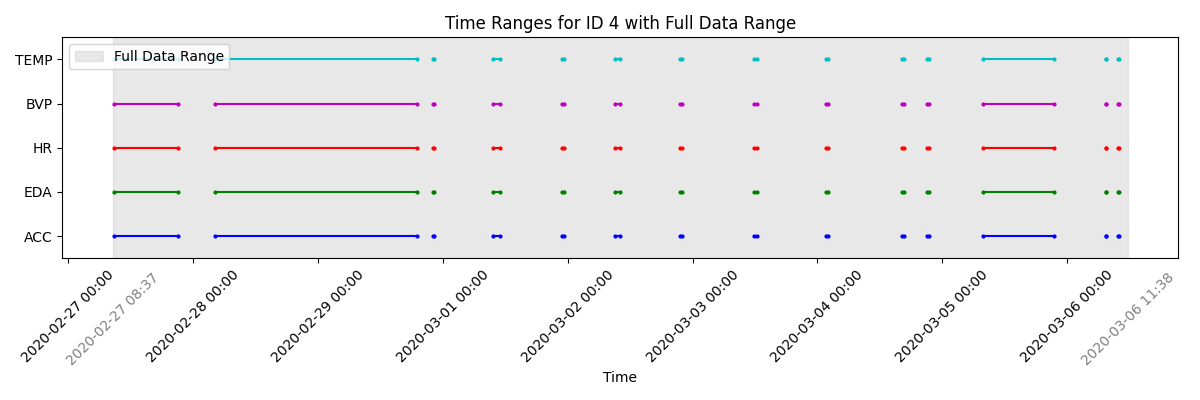 Time Ranges for ID 4 with Full Data Range
Full Data Range
TEMP
BVP
HR
EDA
ACC
2020-02-27 00:00
2020-02-27 08:37
2020-02-28 00:00
2020-02-29 00:00
2020-03-01 00:00
2020-03-02 00:00
2020-03-03 00:00
2020-03-04 00:00
2020-03-05 00:00
2020-03-06 00:00
2020-03-06 11:38
Time